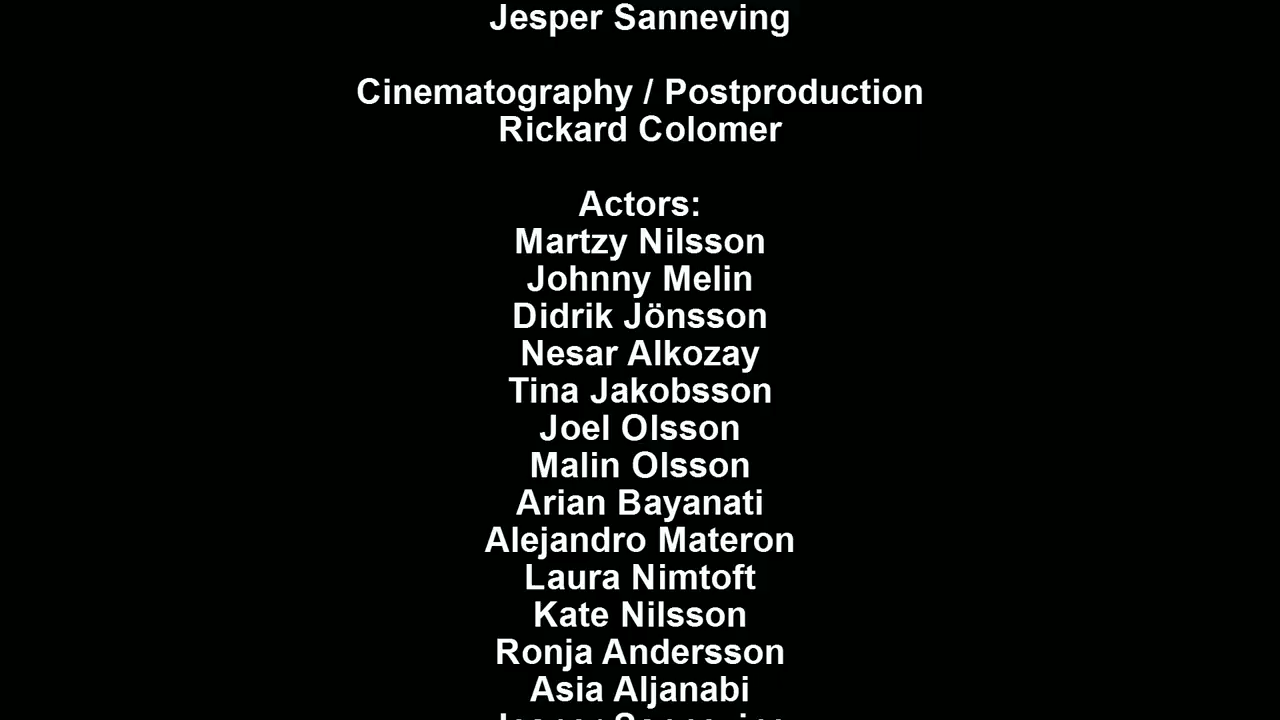 Jesper Sanneving
Cinematography / Postproduction
Rickard Colomer
Actors:
Martzy Nilsson
Johnny Melin
Didrik Jönsson
Nesar Alkozay
Tina Jakobsson
Joel Olsson
Malin Olsson
Arian Bayanati
Alejandro Materon
Laura Nimtoft
Kate Nilsson
Ronja Andersson
Asia Aljanabi